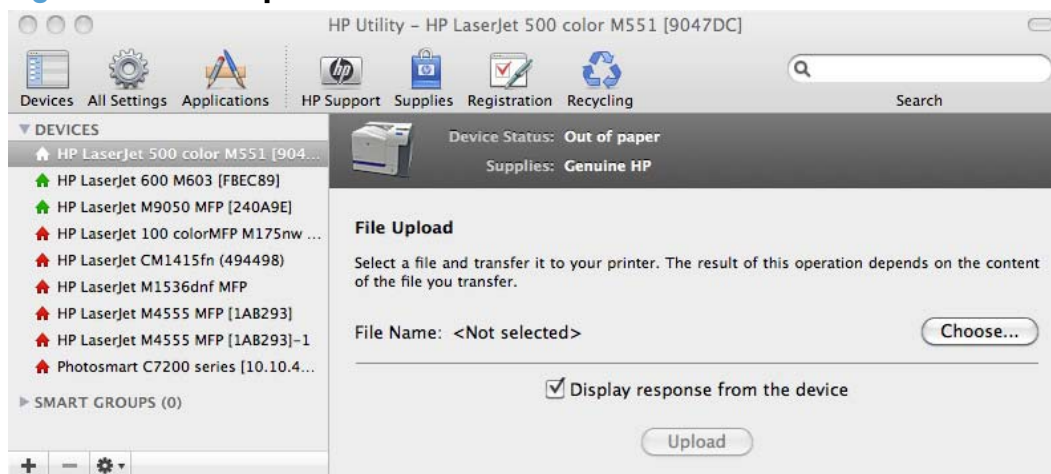 HP Utility – HP LaserJet 500 color M551 [9047DC]
Devices All Settings Applications HP Support Supplies Registration Recycling Search
DEVICES
HP LaserJet 500 color M551 [904...
HP LaserJet 600 M603 [FBEC89]
HP LaserJet M9050 MFP [240A9E]
HP LaserJet 100 colorMFP M175nw ...
HP LaserJet CM1415fn (494498)
HP LaserJet M1536dnf MFP
HP LaserJet M4555 MFP [1AB293]
HP LaserJet M4555 MFP [1AB293]-1
Photosmart C7200 series [10.10.4...
SMART GROUPS (0)
Device Status: Out of paper
Supplies: Genuine HP
File Upload
Select a file and transfer it to your printer. The result of this operation depends on the content
of the file you transfer.
File Name: <Not selected>
Choose...
Display response from the device
Upload